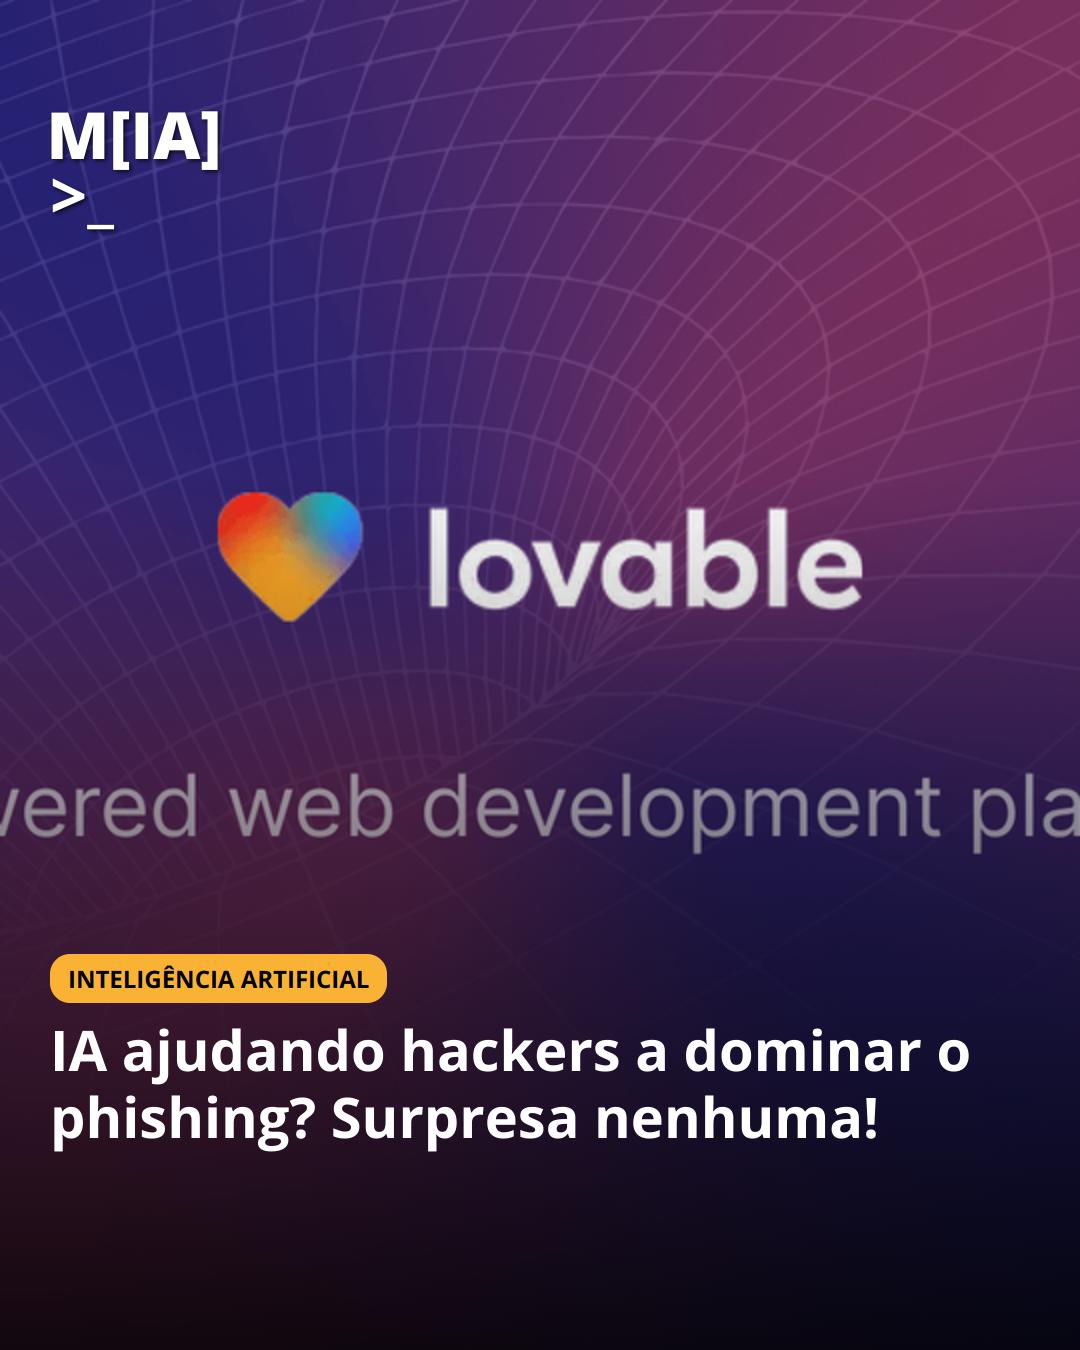 M[IA]
>_
lovable
vered web development pla
INTELIGÊNCIA ARTIFICIAL
IA ajudando hackers a dominar o
phishing? Surpresa nenhuma!